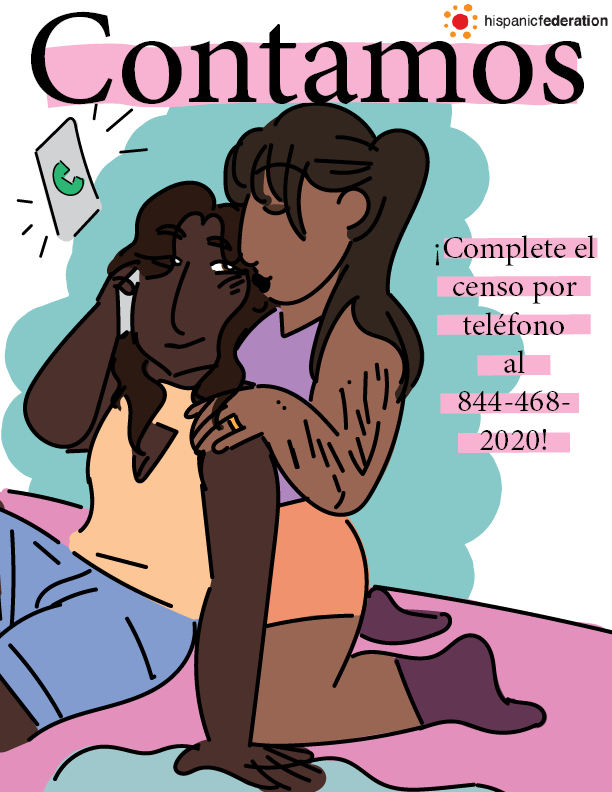 hispanicfederation
Contamos
¡Complete el
censo por
teléfono
al
844-468-
2020!